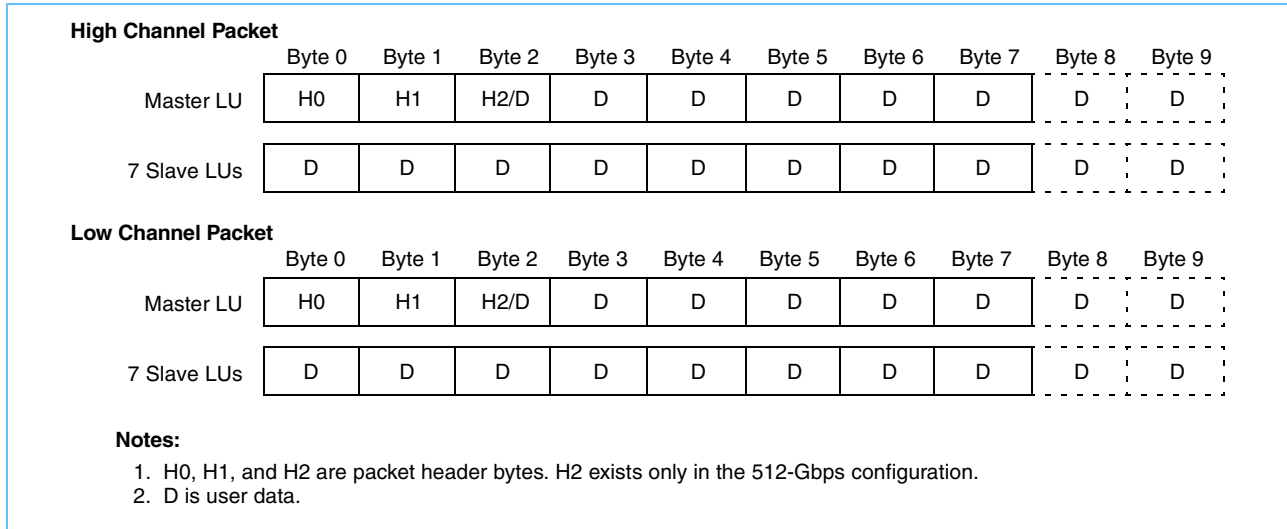 High Channel Packet
Byte 0 Byte 1 Byte 2 Byte 3 Byte 4 Byte 5 Byte 6 Byte 7 Byte 8 Byte 9
Master LU H0 H1 H2/D D D D D D D D
7 Slave LUs D D D D D D D D D D
Low Channel Packet
Byte 0 Byte 1 Byte 2 Byte 3 Byte 4 Byte 5 Byte 6 Byte 7 Byte 8 Byte 9
Master LU H0 H1 H2/D D D D D D D D
7 Slave LUs D D D D D D D D D D
Notes:
1. H0, H1, and H2 are packet header bytes. H2 exists only in the 512-Gbps configuration.
2. D is user data.